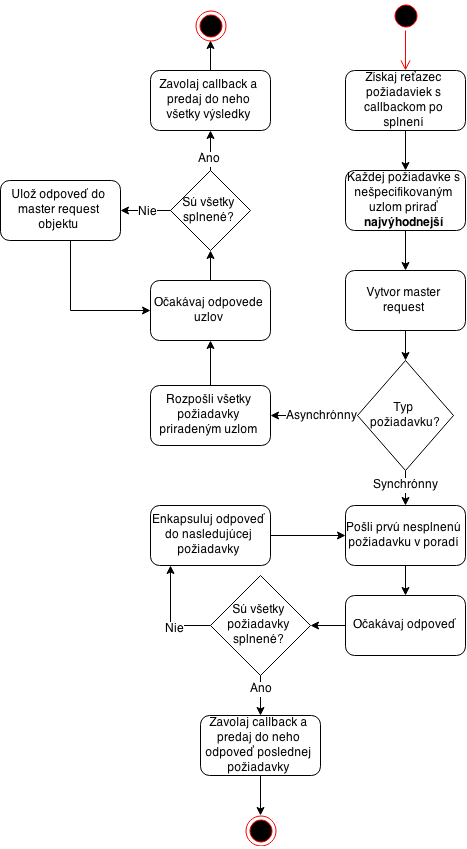 Získaj reťazec
požiadaviek s
callbackom po
splnení
Každej požiadavke s
nešpecifikovaným
uzlom priraď
najvýhodnejší
Vytvor master
request
Typ
požiadavku?
Asynchrónny
Rozpošli všetky
požiadavky
priradeným uzlom
Očakávaj odpovede
uzlov
Sú všetky
splnené?
Nie
Ulož odpoveď do
master request
objektu
Ano
Zavolaj callback a
predaj do neho
všetky výsledky
Synchrónny
Pošli prvú nesplnenú
požiadavku v poradí
Očakávaj odpoveď
Sú všetky
požiadavky
splnené?
Nie
Enkapsuluj odpoveď
do nasledujúcej
požiadavky
Ano
Zavolaj callback a
predaj do neho
odpoveď poslednej
požiadavky